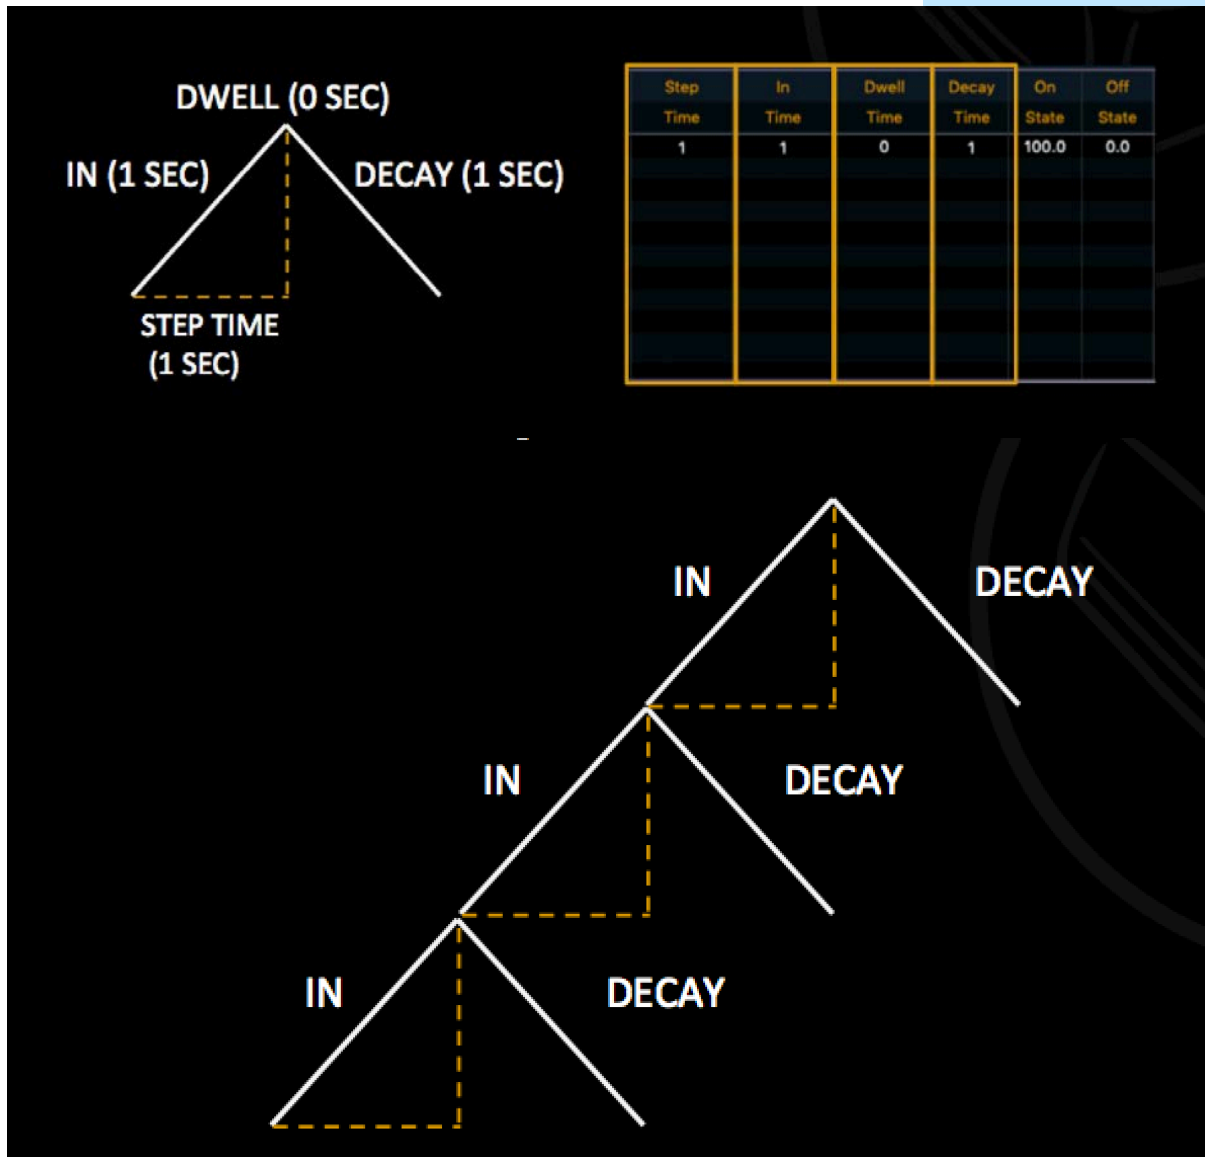 DWELL (0 SEC)
IN (1 SEC)
DECAY (1 SEC)
STEP TIME
(1 SEC)
Step In Dwell Decay On Off
Time Time Time Time State State
1 1 0 1 100.0 0.0
IN
DECAY
IN
DECAY
IN
DECAY